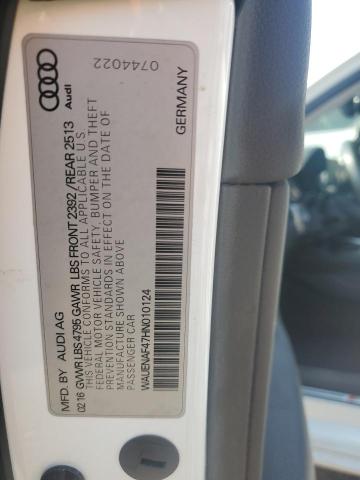 MFD. BY AUDI AG
02 16 GVWR LBS 4795 GAWR LBS FRONT 2392 / REAR 2513
THIS VEHICLE CONFORMS TO ALL APPLICABLE U.S.
FEDERAL MOTOR VEHICLE SAFETY, BUMPER AND THEFT
PREVENTION STANDARDS IN EFFECT ON THE DATE OF
MANUFACTURE SHOWN ABOVE.
PASSENGER CAR
WAUENAF47HN010124
Audi
GERMANY
0744022